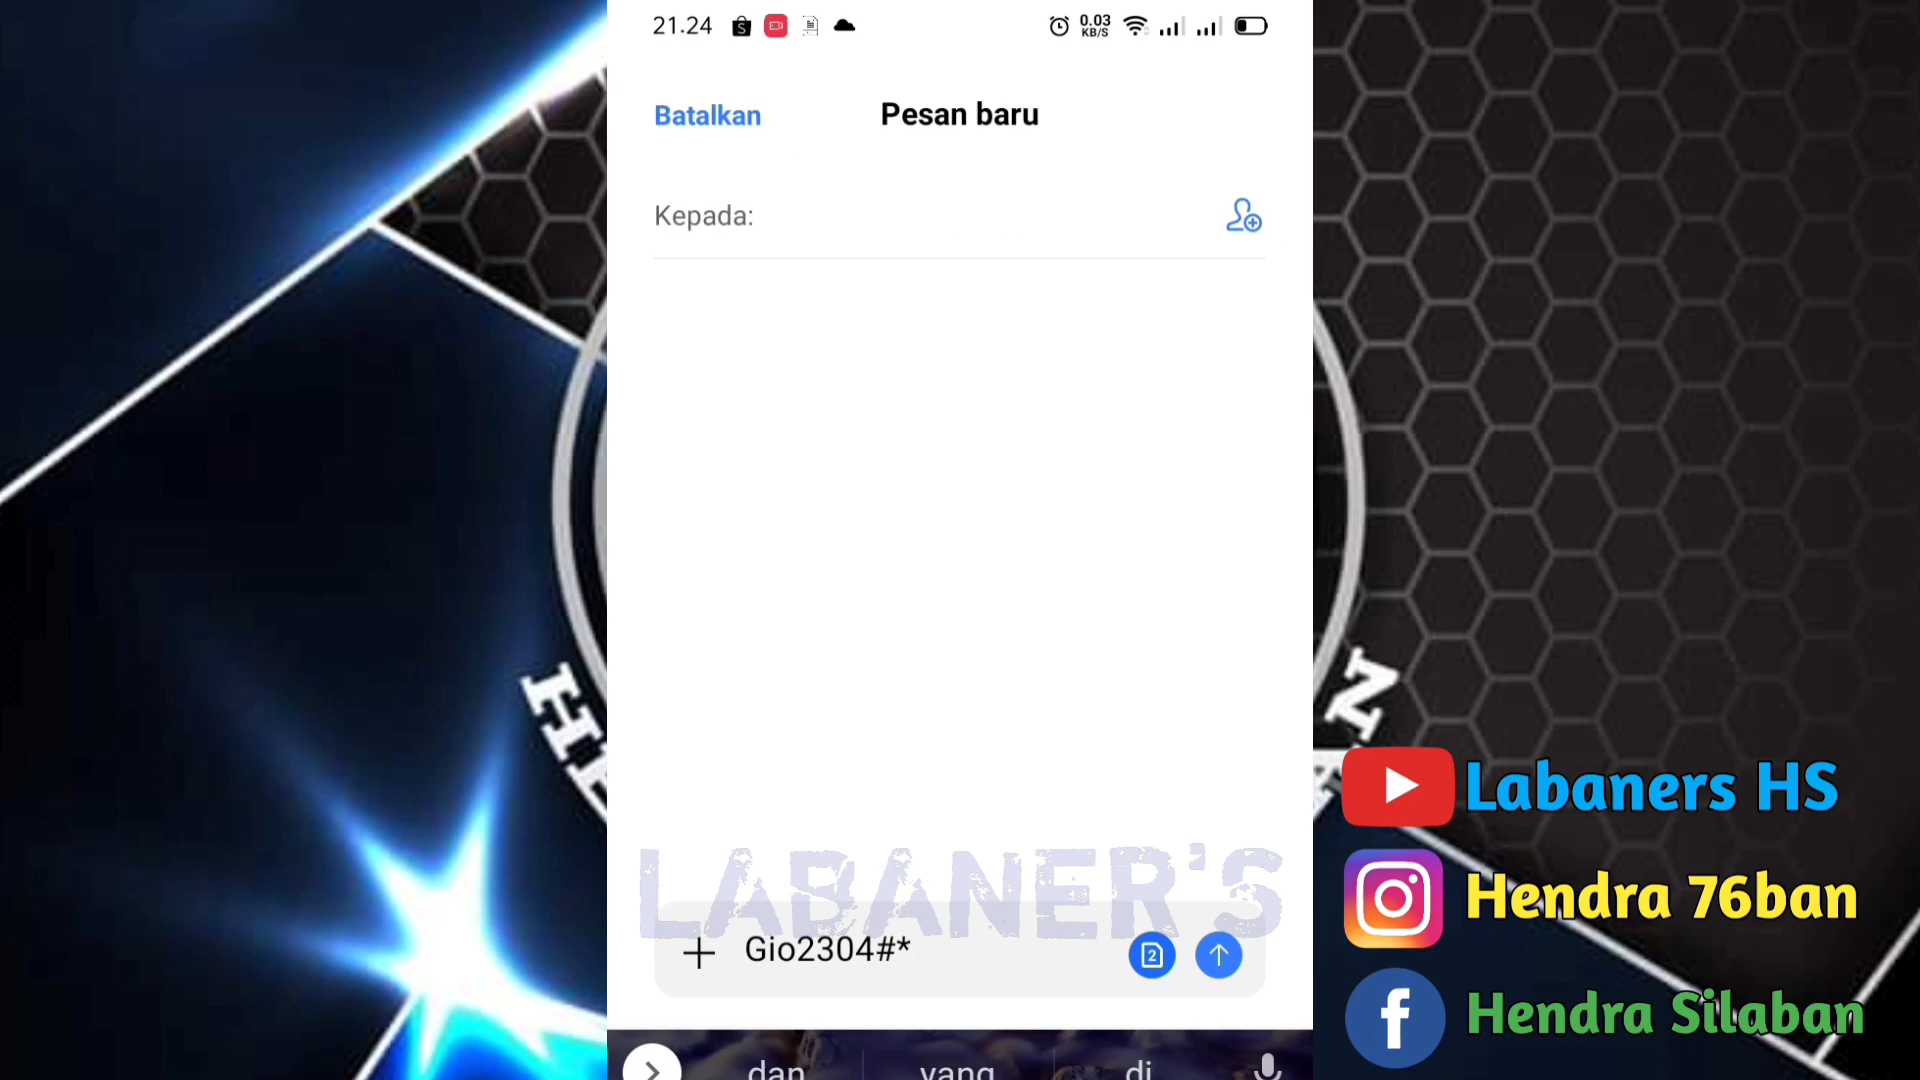 21.24
0.03
KB/S
Batalkan
Pesan baru
Kepada:
LABANER'S
Gio2304#*
2
dan
yang
di
Labaners HS
Hendra 76ban
Hendra Silaban